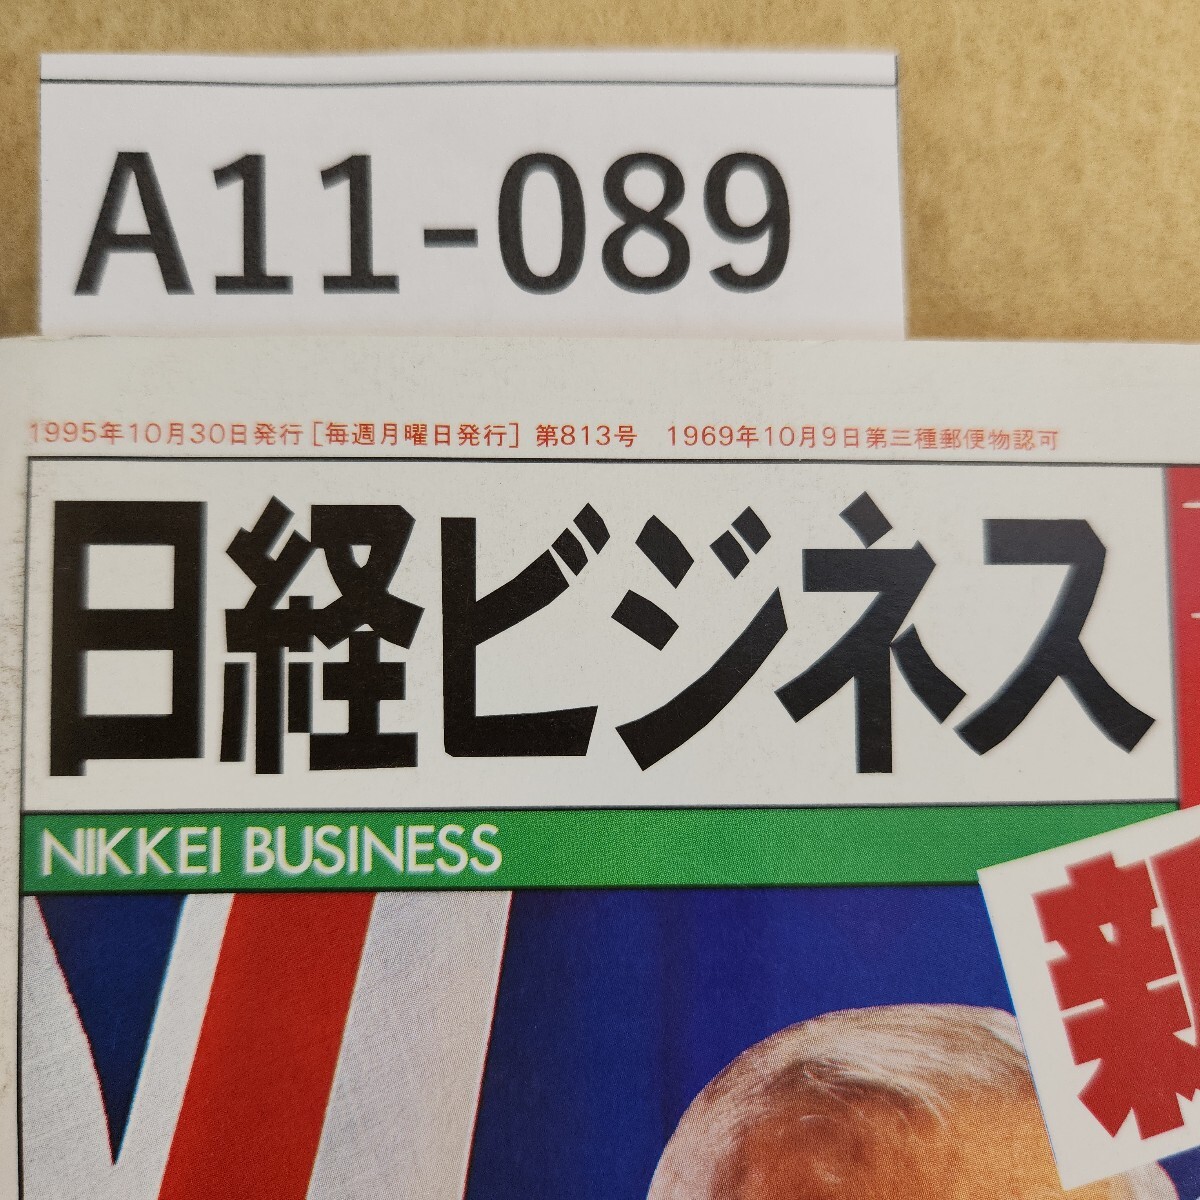 A11-089
1995年10月30日発行［毎週月曜日発行］ 第813号　1969年10月9日第三種郵便物認可
日経ビジネス
NIKKEI BUSINESS